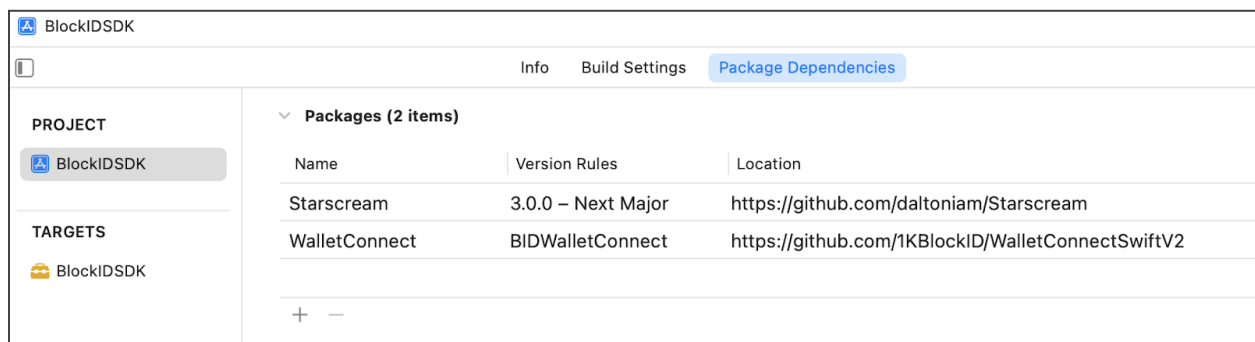 BlockIDSDK
Info Build Settings Package Dependencies
PROJECT
BlockIDSDK
TARGETS
BlockIDSDK
Packages (2 items)
Name Version Rules Location
Starscream 3.0.0 – Next Major https://github.com/daltoniam/Starscream
WalletConnect BIDWalletConnect https://github.com/1KBlockID/WalletConnectSwiftV2